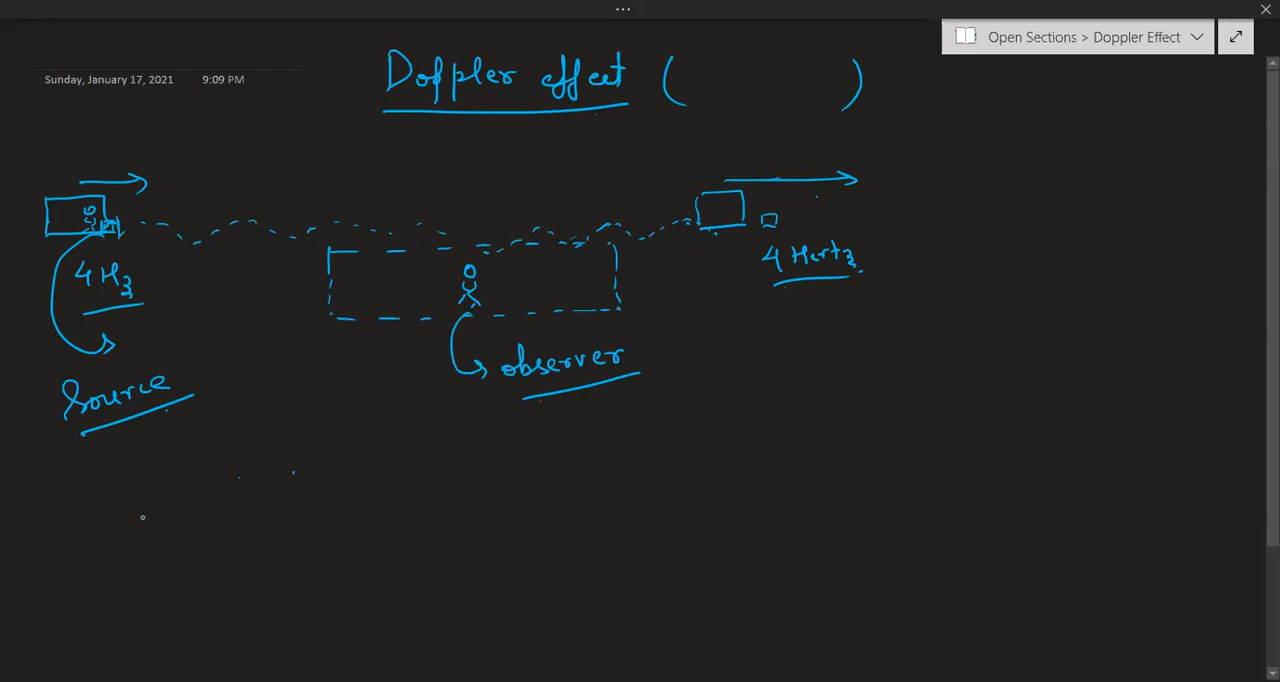 Open Sections > Doppler Effect
Doppler effect ( )
Sunday, January 17, 2021 9:09 PM
4 Hz
4 Hertz
observer
Source